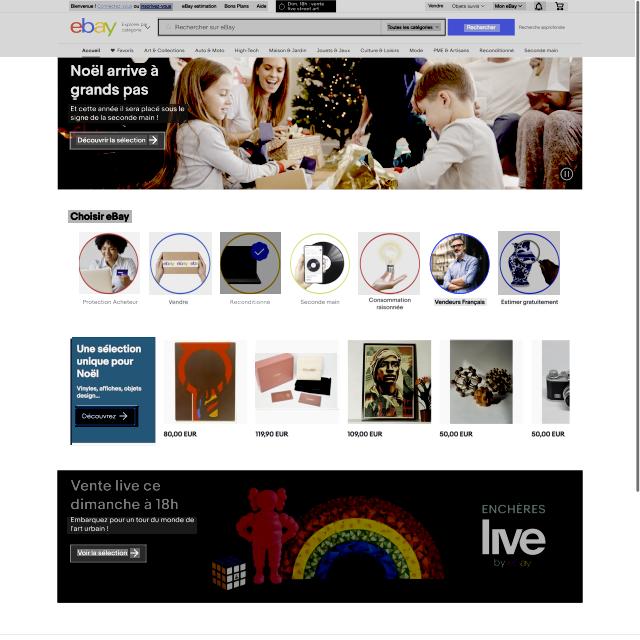 Bienvenue ! Connectez-vous ou inscrivez-vous eBay estimation Bons Plans Aide Dim. 18h : vente live street art Vendre Objets suivis Mon eBay
ebay Explorer par catégorie Rechercher sur eBay Toutes les catégories Rechercher Recherche approfondie
Accueil Favoris Art & Collections Auto & Moto High-Tech Maison & Jardin Jouets & Jeux Culture & Loisirs Mode PME & Artisans Reconditionné Seconde main
Noël arrive à
grands pas
Et cette année il sera placé sous le
signe de la seconde main !
Découvrir la sélection
Choisir eBay
Protection Acheteur Vendre Reconditionné Seconde main Consommation raisonnée Vendeurs Français Estimer gratuitement
Une sélection
unique pour
Noël
Vinyles, affiches, objets
design...
Découvrez
80,00 EUR 119,90 EUR 109,00 EUR 50,00 EUR 50,00 EUR
Vente live ce
dimanche à 18h
Embarquez pour un tour du monde de
l'art urbain !
Voir la sélection
ENCHÈRES
live
by ebay